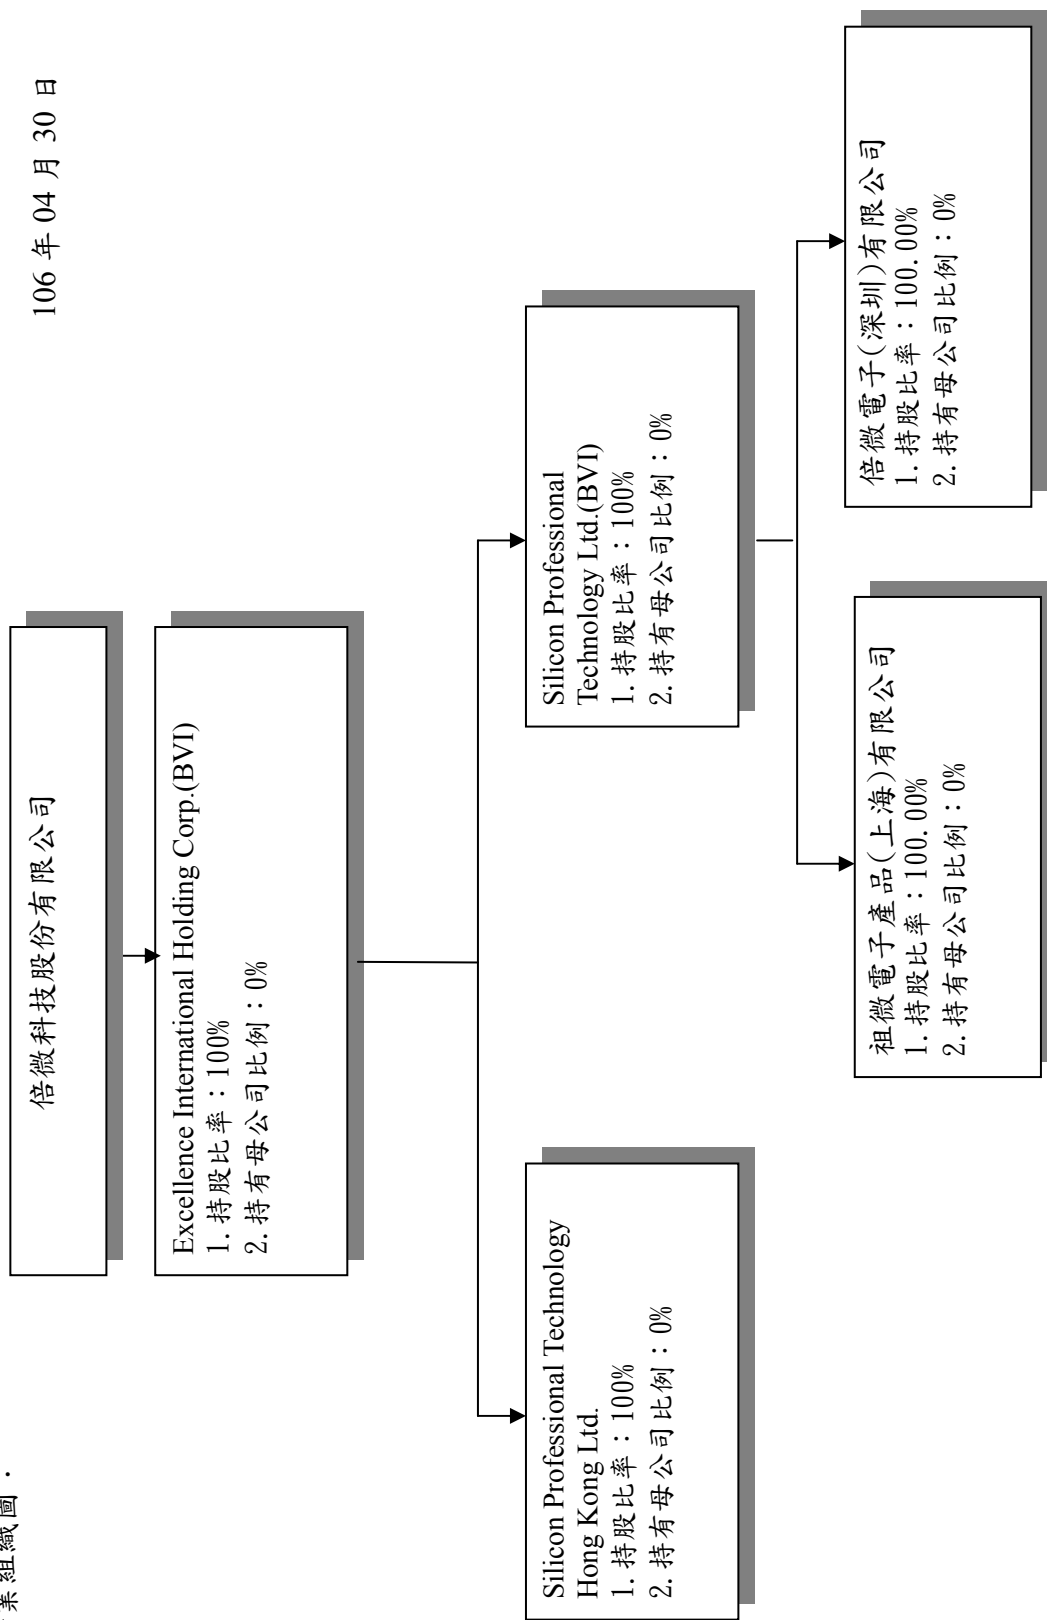 業組織圖：
106 年 04 月 30 日
倍微科技股份有限公司
Excellence International Holding Corp.(BVI)
1.持股比率：100%
2.持有母公司比例：0%
Silicon Professional Technology
Hong Kong Ltd.
1.持股比率：100%
2.持有母公司比例：0%
Silicon Professional
Technology Ltd.(BVI)
1.持股比率：100%
2.持有母公司比例：0%
祖微電子產品(上海)有限公司
1.持股比率：100.00%
2.持有母公司比例：0%
倍微電子(深圳)有限公司
1.持股比率：100.00%
2.持有母公司比例：0%